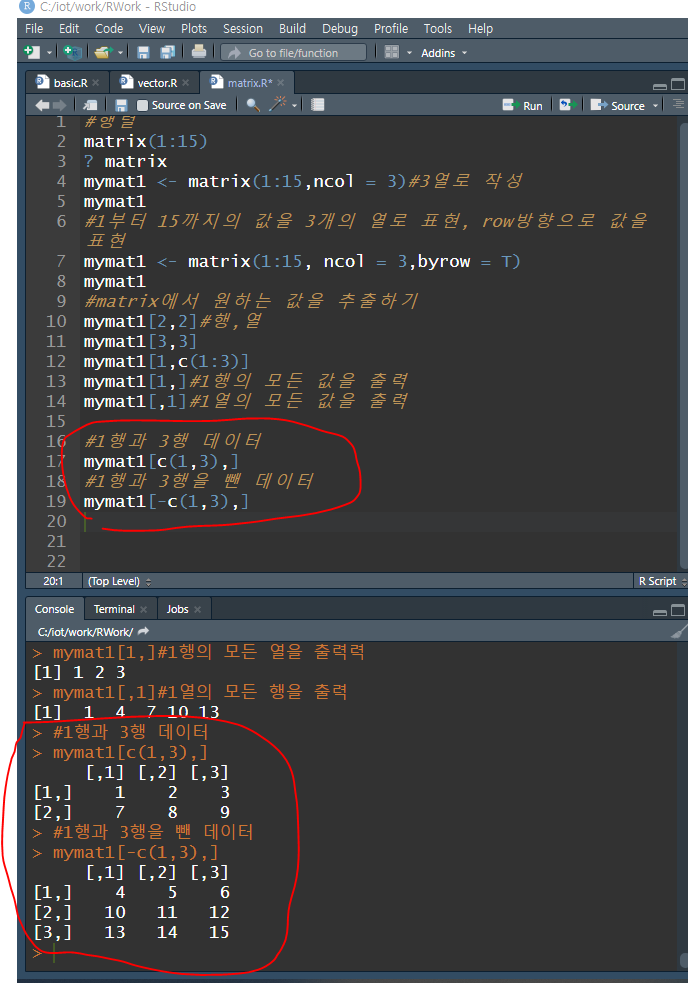 C:/iot/work/RWork - RStudio
File Edit Code View Plots Session Build Debug Profile Tools Help
Go to file/function Addins
basic.R vector.R matrix.R*
Source on Save Run Source
1 #행렬
2 matrix(1:15)
3 ? matrix
4 mymat1 <- matrix(1:15,ncol = 3)#3열로 작성
5 mymat1
6 #1부터 15까지의 값을 3개의 열로 표현, row방향으로 값을
표현
7 mymat1 <- matrix(1:15, ncol = 3,byrow = T)
8 mymat1
9 #matrix에서 원하는 값을 추출하기
10 mymat1[2,2]#행,열
11 mymat1[3,3]
12 mymat1[1,c(1:3)]
13 mymat1[1,]#1행의 모든 값을 출력
14 mymat1[,1]#1열의 모든 값을 출력
15
16 #1행과 3행 데이터
17 mymat1[c(1,3),]
18 #1행과 3행을 뺀 데이터
19 mymat1[-c(1,3),]
20
21
22
20:1 (Top Level) R Script
Console Terminal Jobs
C:/iot/work/RWork/
> mymat1[1,]#1행의 모든 열을 출력력
[1] 1 2 3
> mymat1[,1]#1열의 모든 행을 출력
[1] 1 4 7 10 13
> #1행과 3행 데이터
> mymat1[c(1,3),]
[,1] [,2] [,3]
[1,] 1 2 3
[2,] 7 8 9
> #1행과 3행을 뺀 데이터
> mymat1[-c(1,3),]
[,1] [,2] [,3]
[1,] 4 5 6
[2,] 10 11 12
[3,] 13 14 15
>